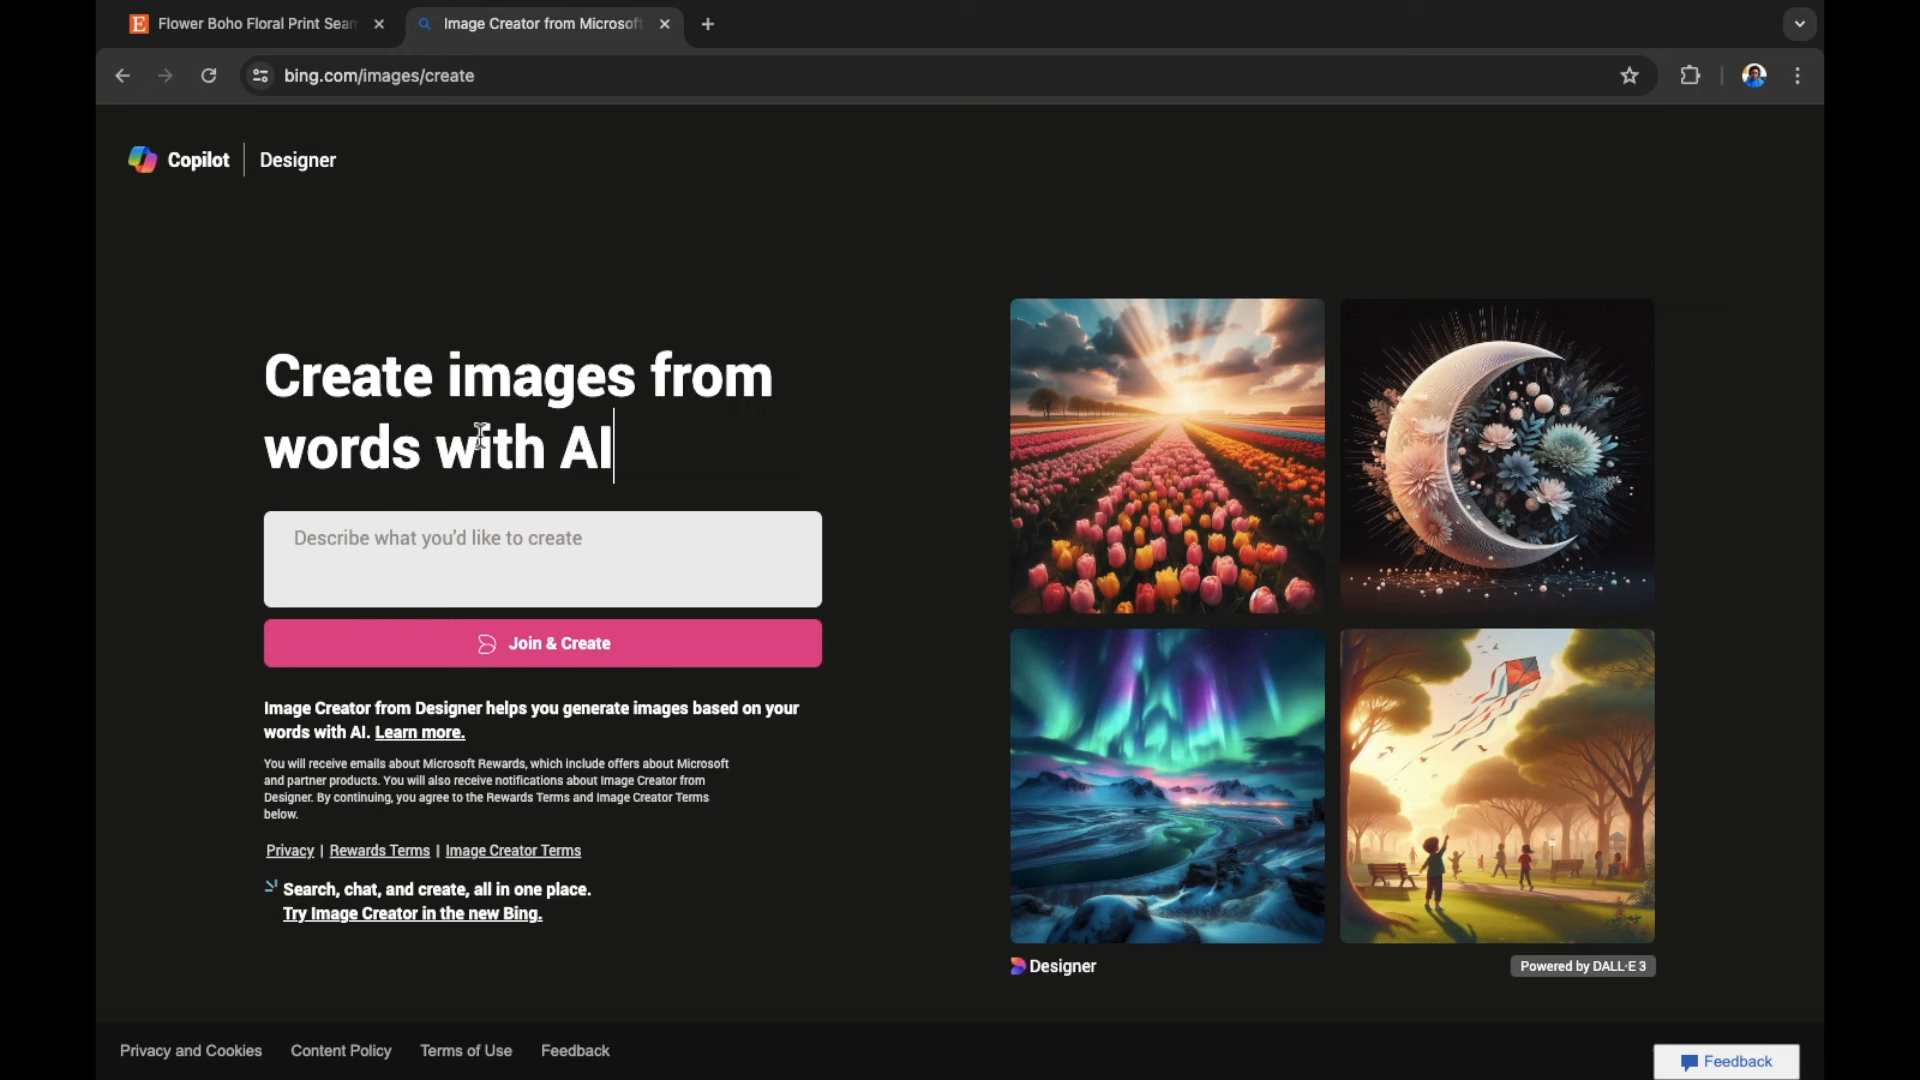 Flower Boho Floral Print Sean
Image Creator from Microsoft
bing.com/images/create
Copilot
Designer
Create images from
words with AI
Describe what you'd like to create
Join & Create
Image Creator from Designer helps you generate images based on your
words with AI. Learn more.
You will receive emails about Microsoft Rewards, which include offers about Microsoft
and partner products. You will also receive notifications about Image Creator from
Designer. By continuing, you agree to the Rewards Terms and Image Creator Terms
below.
Privacy | Rewards Terms | Image Creator Terms
Search, chat, and create, all in one place.
Try Image Creator in the new Bing.
Designer
Powered by DALL·E 3
Privacy and Cookies
Content Policy
Terms of Use
Feedback
Feedback